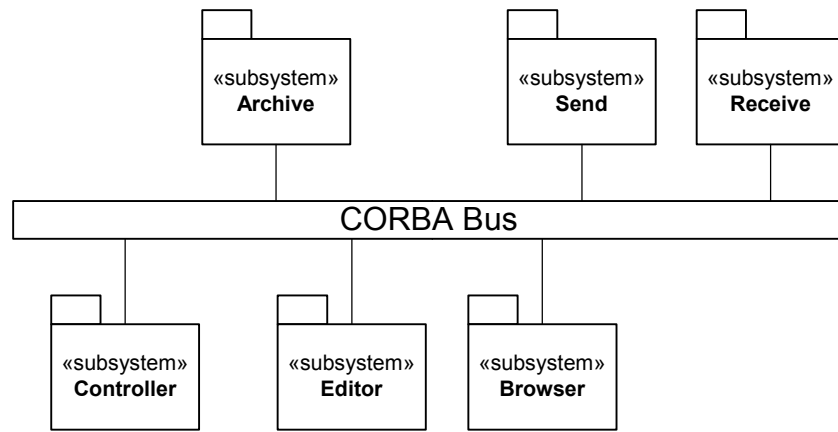 «subsystem»
Archive
«subsystem»
Send
«subsystem»
Receive
CORBA Bus
«subsystem»
Controller
«subsystem»
Editor
«subsystem»
Browser